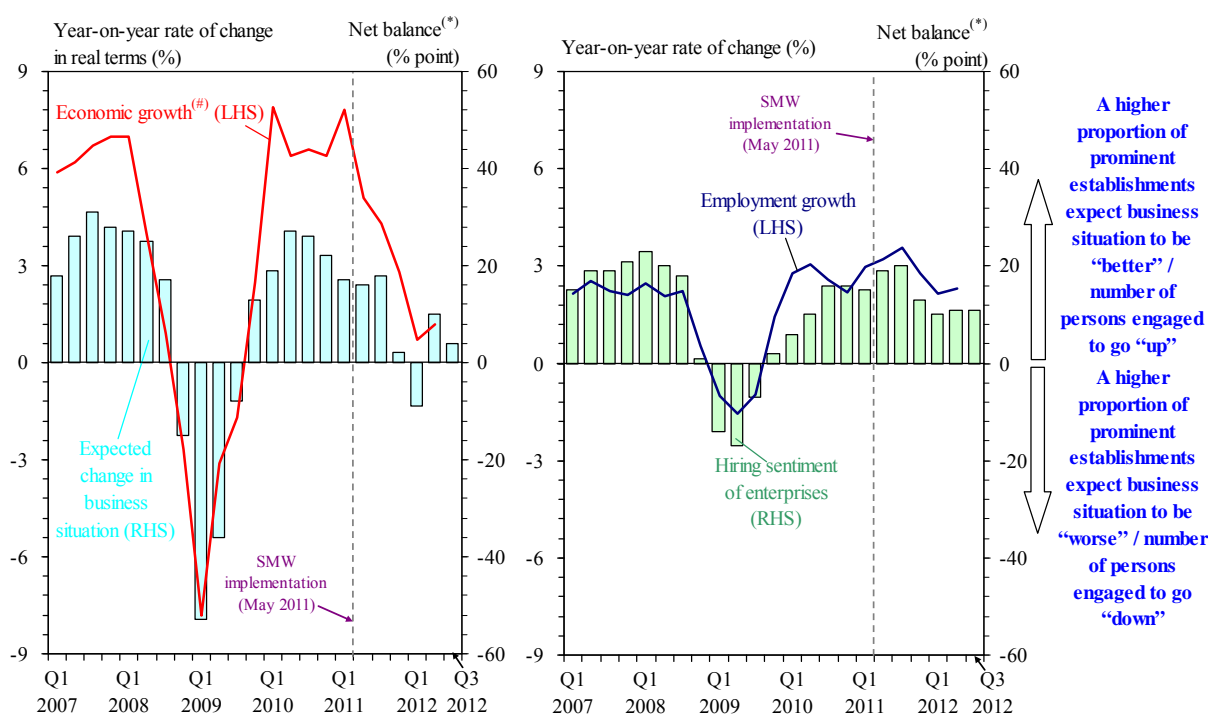 Year-on-year rate of change
in real terms (%)
Net balance(*)
(% point)
9
6
3
0
-3
-6
-9
60
40
20
0
-20
-40
-60
Economic growth(#) (LHS)
Expected
change in
business
situation (RHS)
SMW
implementation
(May 2011)
Q1
2007
Q1
2008
Q1
2009
Q1
2010
Q1
2011
Q1
2012
Q3
2012
Year-on-year rate of change (%)
Net balance(*)
(% point)
9
6
3
0
-3
-6
-9
60
40
20
0
-20
-40
-60
SMW
implementation
(May 2011)
Employment growth
(LHS)
Hiring sentiment
of enterprises
(RHS)
Q1
2007
Q1
2008
Q1
2009
Q1
2010
Q1
2011
Q1
2012
Q3
2012
A higher
proportion of
prominent
establishments
expect business
situation to be
“better” /
number of
persons engaged
to go “up”
A higher
proportion of
prominent
establishments
expect business
situation to be
“worse” / number
of persons
engaged to go
“down”